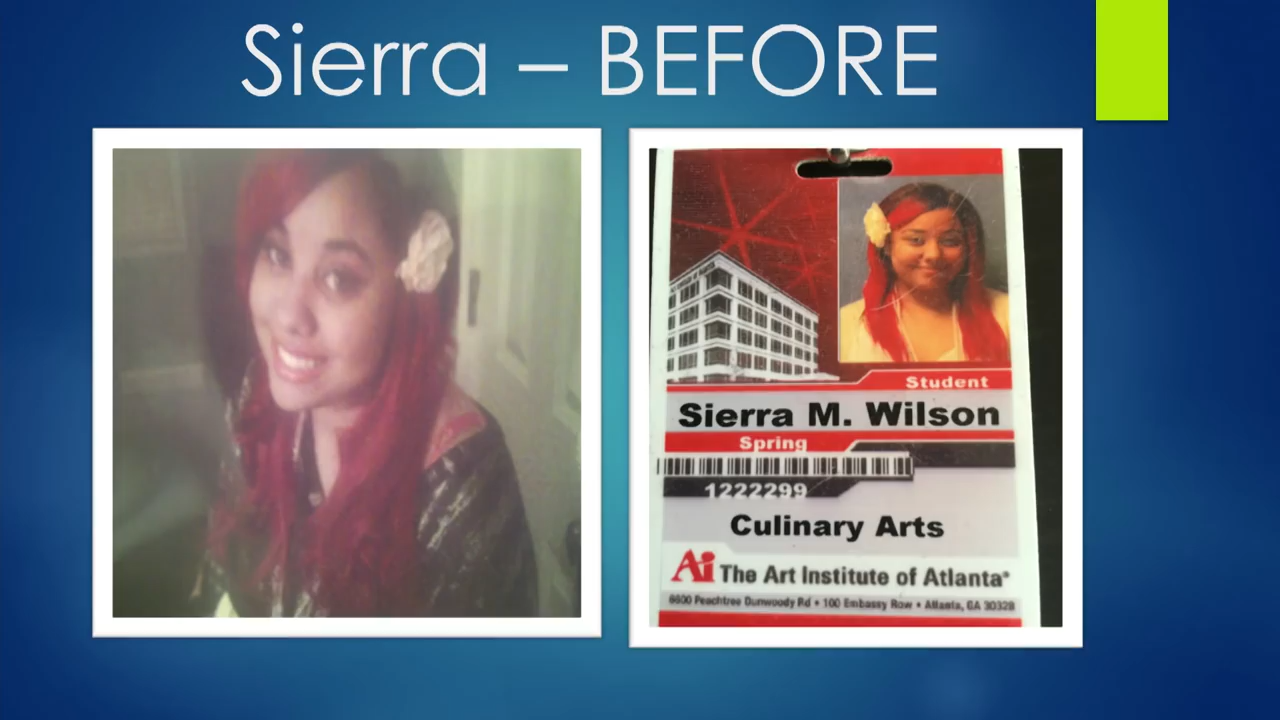 Sierra – BEFORE
Student
Sierra M. Wilson
Spring
1222299
Culinary Arts
Ai The Art Institute of Atlanta®
6600 Peachtree Dunwoody Rd • 100 Embassy Row • Atlanta, GA 30328